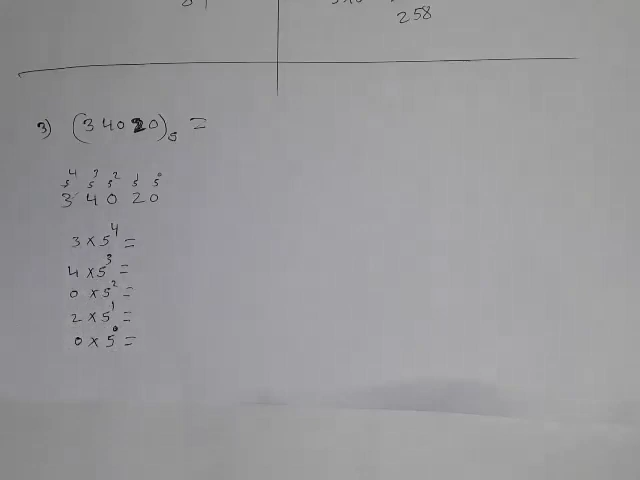 258
3) (34020)₅ =
5⁴ 5³ 5² 5¹ 5⁰
3 4 0 2 0
3 × 5⁴ =
4 × 5³ =
0 × 5² =
2 × 5¹ =
0 × 5⁰ =